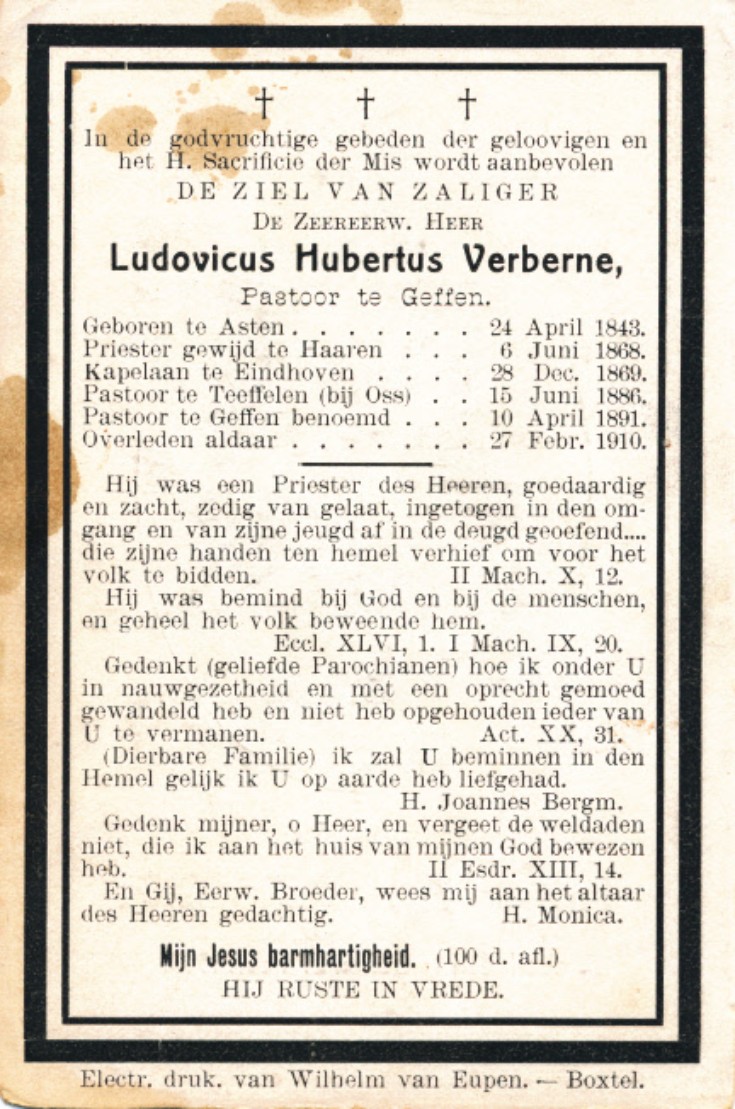 † † †
In de godvruchtige gebeden der geloovigen en
het H. Sacrificie der Mis wordt aanbevolen
DE ZIEL VAN ZALIGER
DE ZEEREERW. HEER
Ludovicus Hubertus Verberne,
Pastoor te Geffen.
Geboren te Asten . . . . . . . 24 April 1843.
Priester gewijd te Haaren . . . 6 Juni 1868.
Kapelaan te Eindhoven . . . . 28 Dec. 1869.
Pastoor te Teeffelen (bij Oss) . . 15 Juni 1886.
Pastoor te Geffen benoemd . . . 10 April 1891.
Overleden aldaar . . . . . . . 27 Febr. 1910.
Hij was een Priester des Heeren, goedaardig
en zacht, zedig van gelaat, ingetogen in den om-
gang en van zijne jeugd af in de deugd geoefend....
die zijne handen ten hemel verhief om voor het
volk te bidden. II Mach. X, 12.
Hij was bemind bij God en bij de menschen,
en geheel het volk beweende hem.
Eccl. XLVI, 1. I Mach. IX, 20.
Gedenkt (geliefde Parochianen) hoe ik onder U
in nauwgezetheid en met een oprecht gemoed
gewandeld heb en niet heb opgehouden ieder van
U te vermanen. Act. XX, 31.
(Dierbare Familie) ik zal U beminnen in den
Hemel gelijk ik U op aarde heb liefgehad.
H. Joannes Bergm.
Gedenk mijner, o Heer, en vergeet de weldaden
niet, die ik aan het huis van mijnen God bewezen
heb. II Esdr. XIII, 14.
En Gij, Eerw. Broeder, wees mij aan het altaar
des Heeren gedachtig. H. Monica.
Mijn Jesus barmhartigheid. (100 d. afl.)
HIJ RUSTE IN VREDE.
Electr. druk. van Wilhelm van Eupen. — Boxtel.